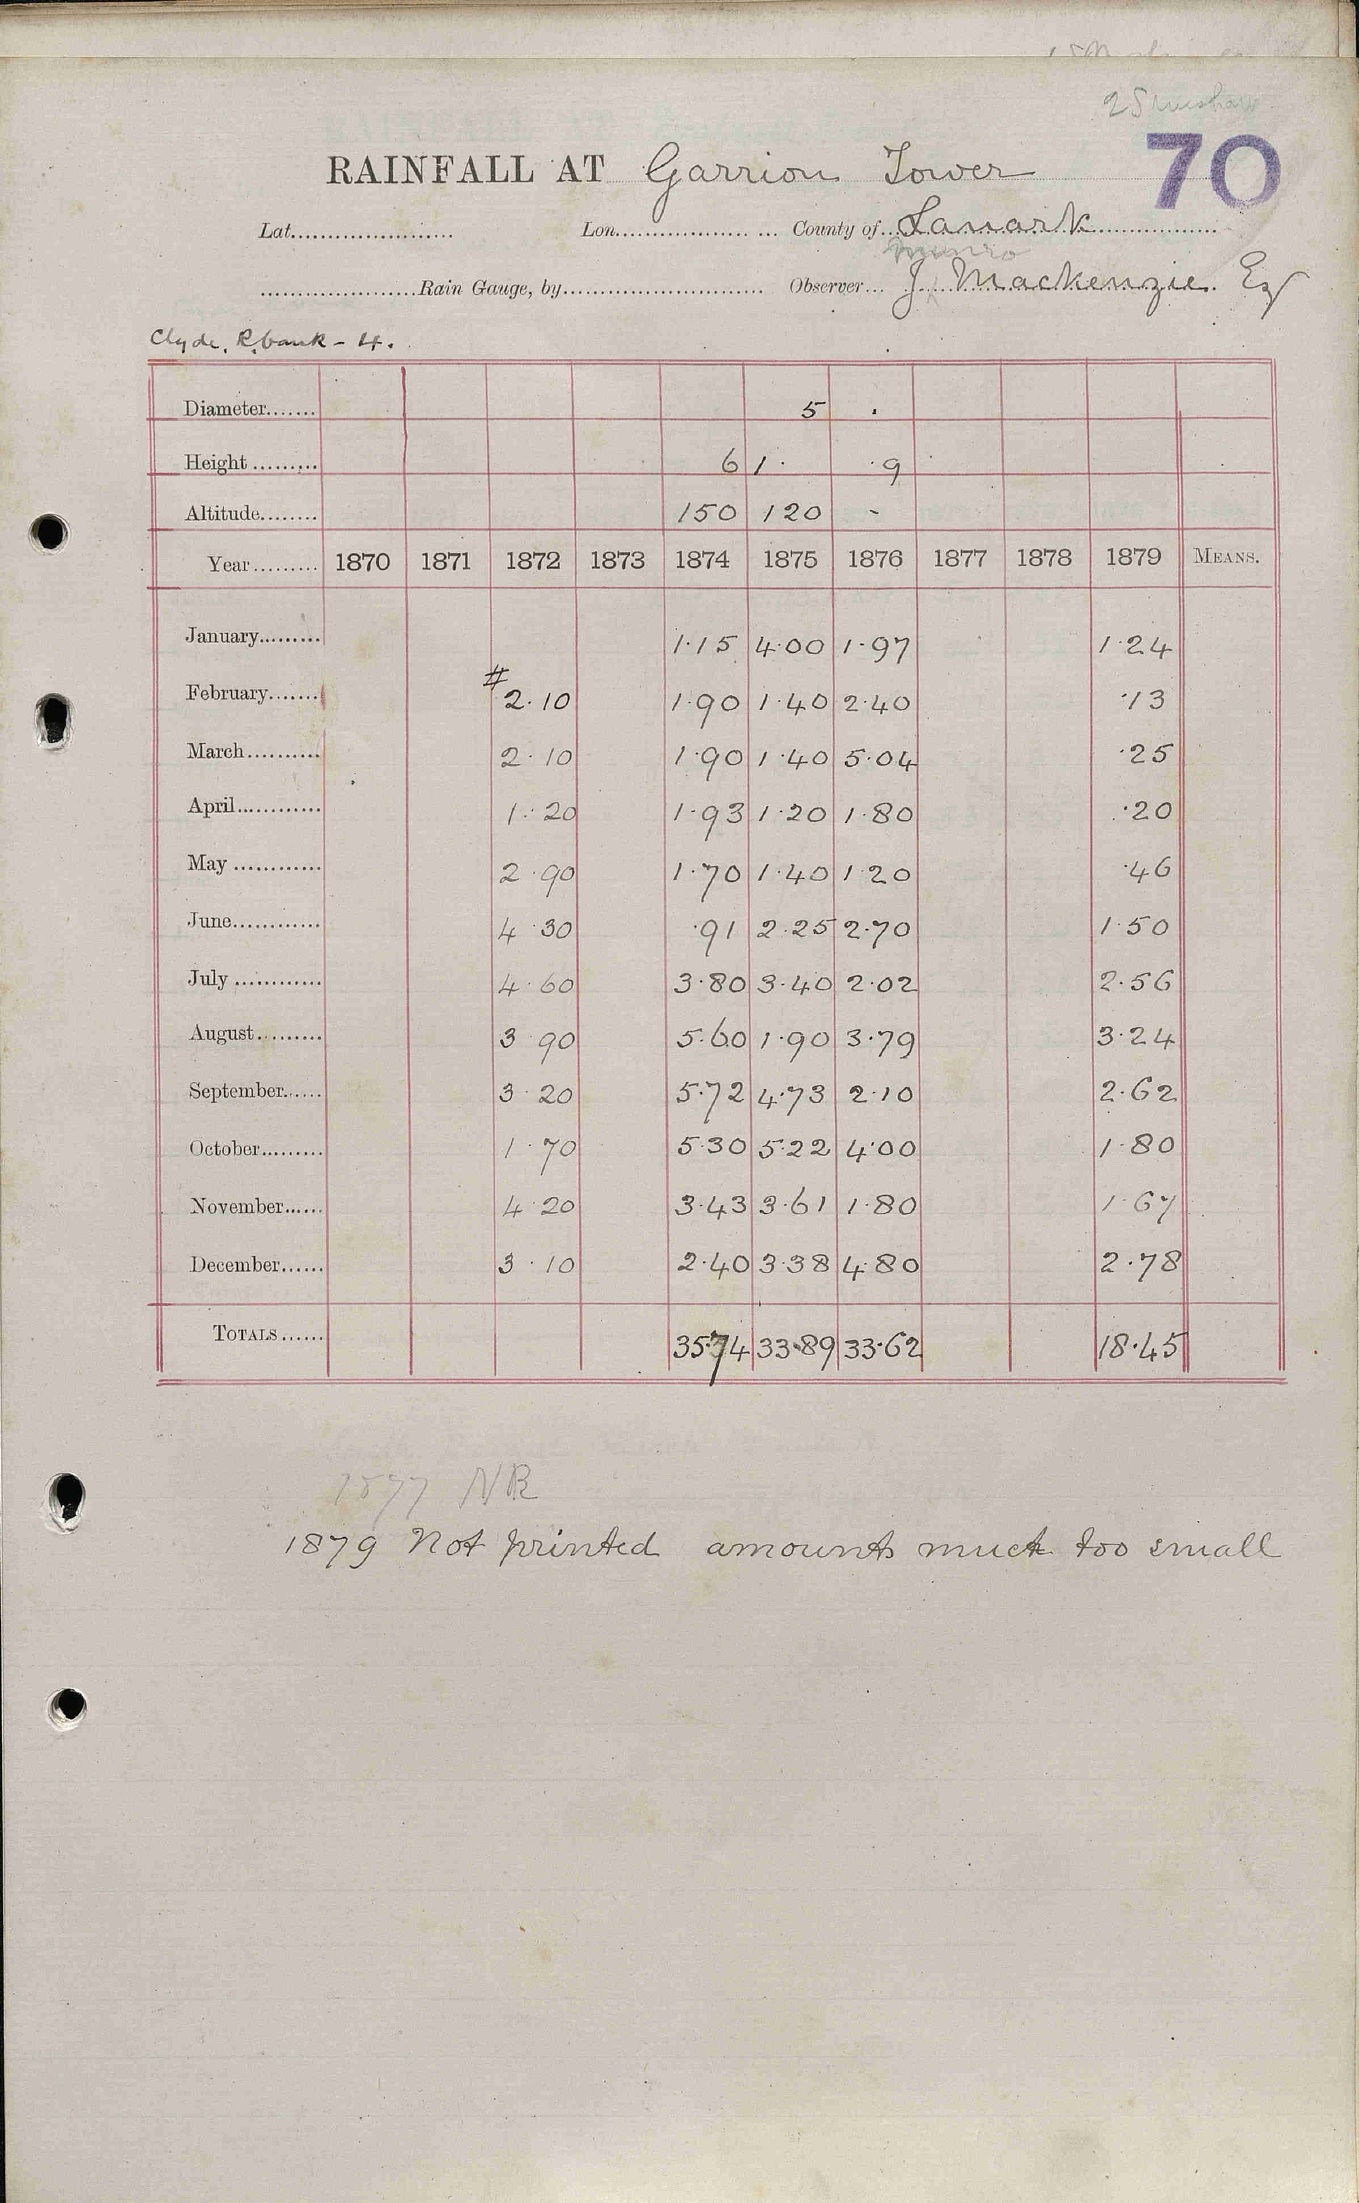 70
RAINFALL AT Garrion Tower
Lat. Lon. County of Lanark
Munro
Rain Gauge, by Observer J. Mackenzie. Esq
Clyde, R. bank - 4.
Diameter 5 .
Height 6 1 · · 9
Altitude 150 120 -
Year 1870 1871 1872 1873 1874 1875 1876 1877 1878 1879 MEANS.
January 1·15 4·00 1·97 1·24
February # 2·10 1·90 1·40 2·40 ·13
March 2·10 1·90 1·40 5·04 ·25
April 1·20 1·93 1·20 1·80 ·20
May 2·90 1·70 1·40 1·20 ·46
June 4·30 ·91 2·25 2·70 1·50
July 4·60 3·80 3·40 2·02 2·56
August 3·90 5·60 1·90 3·79 3·24
September 3·20 5·72 4·73 2·10 2·62
October 1·70 5·30 5·22 4·00 1·80
November 4·20 3·43 3·61 1·80 1·67
December 3·10 2·40 3·38 4·80 2·78
TOTALS 35·74 33·89 33·62 18·45
1877 NR
1879 Not printed amounts much too small